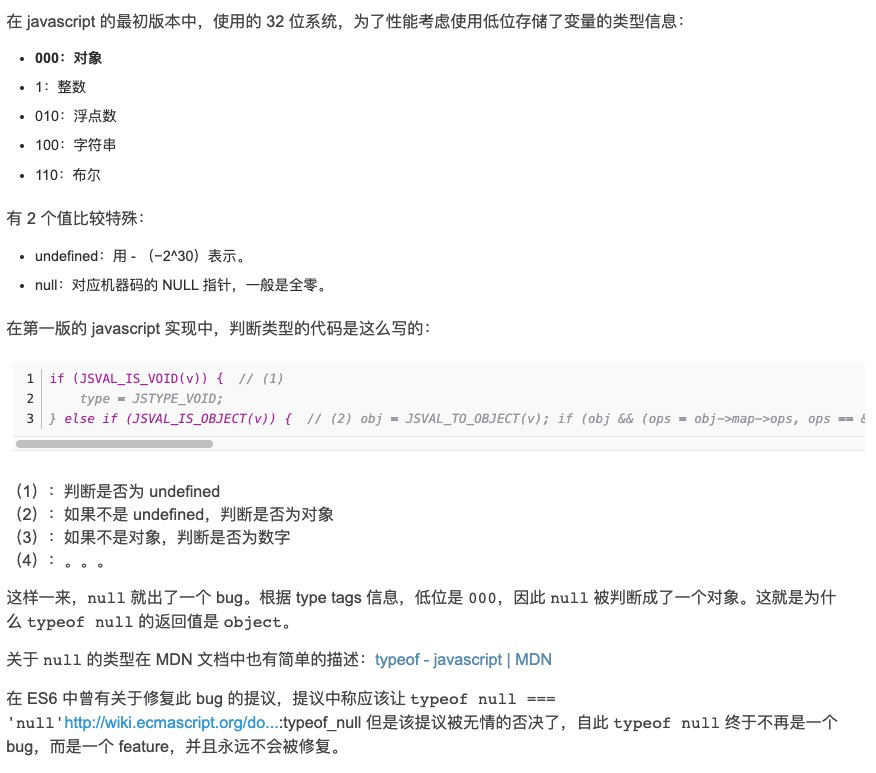 在 javascript 的最初版本中，使用的 32 位系统，为了性能考虑使用低位存储了变量的类型信息：
• 000：对象
• 1：整数
• 010：浮点数
• 100：字符串
• 110：布尔
有 2 个值比较特殊：
• undefined：用 - （−2^30）表示。
• null：对应机器码的 NULL 指针，一般是全零。
在第一版的 javascript 实现中，判断类型的代码是这么写的：
1 if (JSVAL_IS_VOID(v)) {  // (1)
2     type = JSTYPE_VOID;
3 } else if (JSVAL_IS_OBJECT(v)) {  // (2) obj = JSVAL_TO_OBJECT(v); if (obj && (ops = obj->map->ops, ops == &
（1）：判断是否为 undefined
（2）：如果不是 undefined，判断是否为对象
（3）：如果不是对象，判断是否为数字
（4）：。。。
这样一来，null 就出了一个 bug。根据 type tags 信息，低位是 000，因此 null 被判断成了一个对象。这就是为什
么 typeof null 的返回值是 object。
关于 null 的类型在 MDN 文档中也有简单的描述：typeof - javascript | MDN
在 ES6 中曾有关于修复此 bug 的提议，提议中称应该让 typeof null ===
'null'http://wiki.ecmascript.org/do...:typeof_null 但是该提议被无情的否决了，自此 typeof null 终于不再是一个
bug，而是一个 feature，并且永远不会被修复。